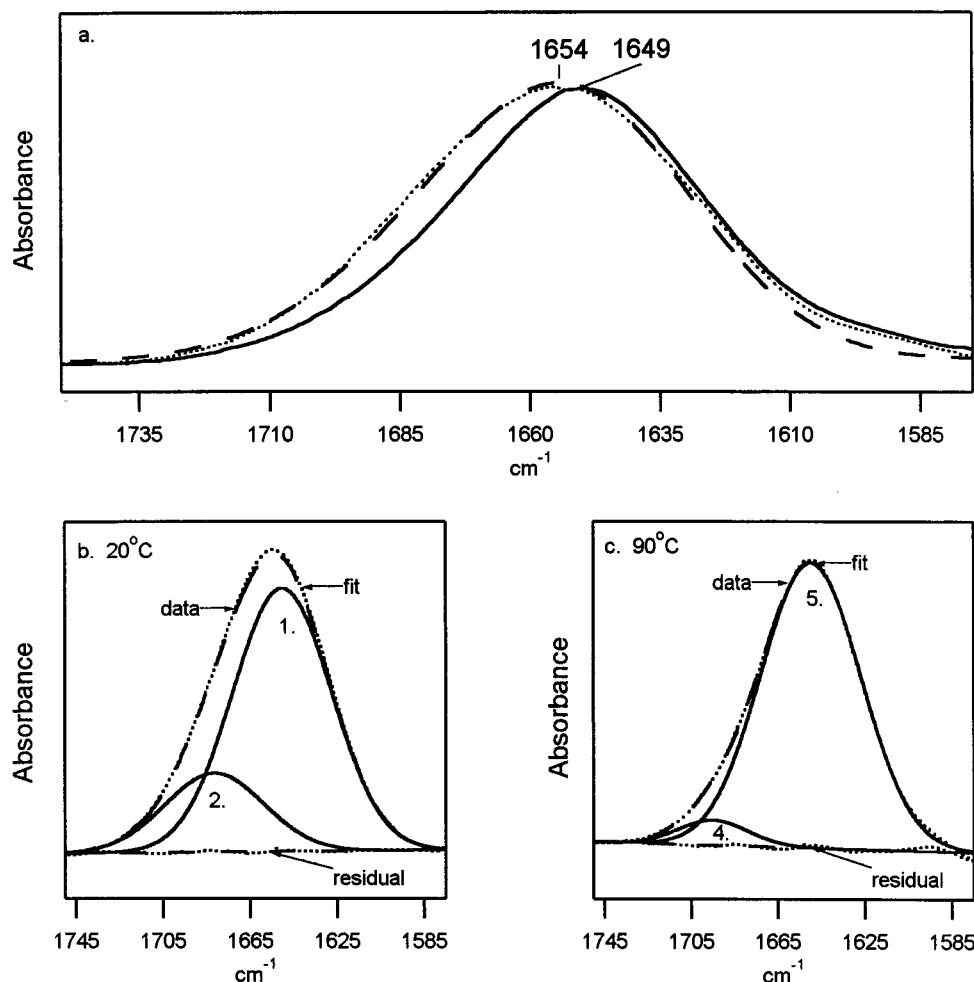 a.
1654 1649
Absorbance
1735 1710 1685 1660 1635 1610 1585
cm-1
b. 20°C
data
fit
1.
2.
residual
Absorbance
1745 1705 1665 1625 1585
cm-1
c. 90°C
data
fit
5.
4.
residual
Absorbance
1745 1705 1665 1625 1585
cm-1